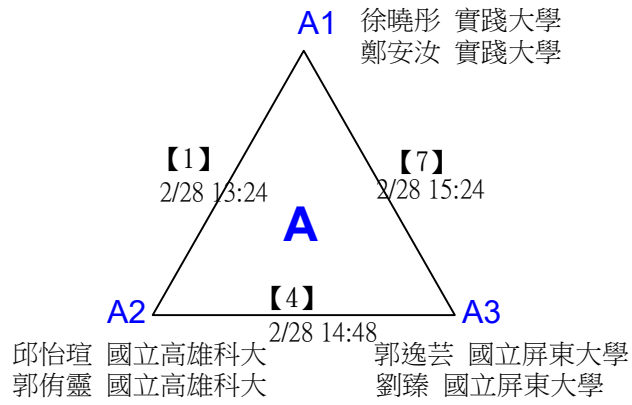 A1 徐曉彤 實踐大學
鄭安汝 實踐大學
【1】
2/28 13:24
【7】
2/28 15:24
A
【4】
2/28 14:48
A2
A3
邱怡瑄 國立高雄科大
郭侑靈 國立高雄科大
郭逸芸 國立屏東大學
劉臻 國立屏東大學